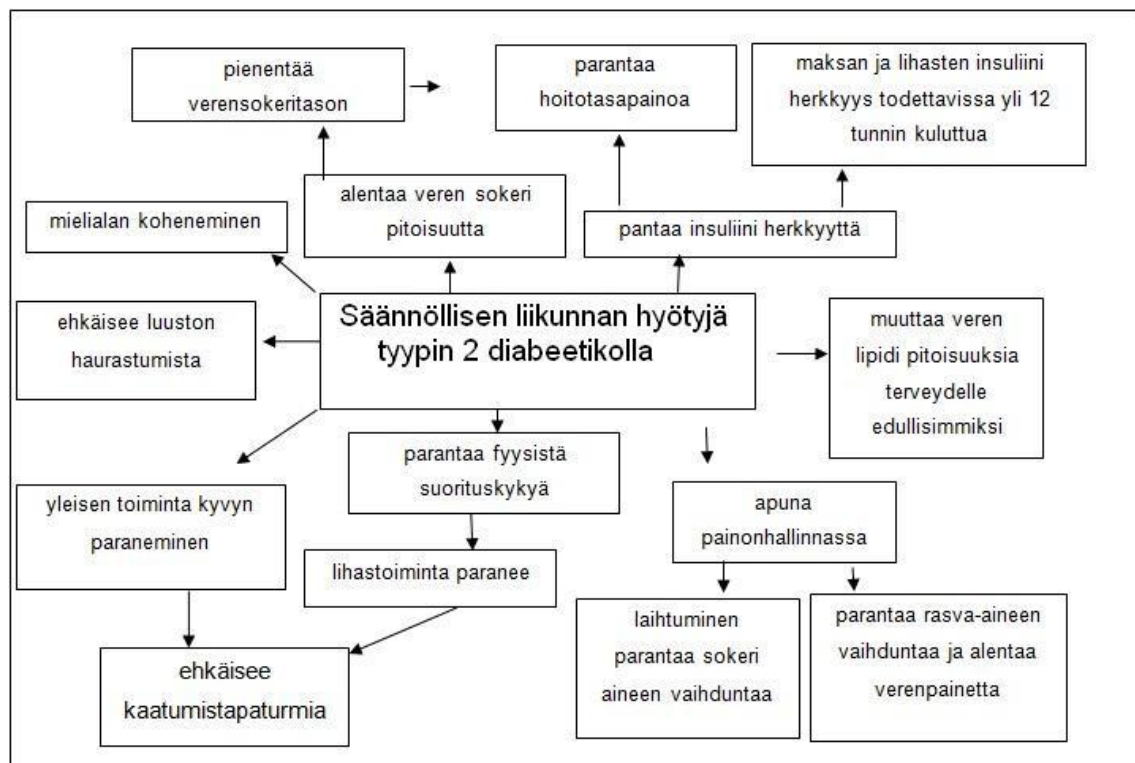 pienentää
verensokeritason
parantaa
hoitotasapainoa
maksan ja lihasten insuliini
herkkyys todettavissa yli 12
tunnin kuluttua
alentaa veren sokeri
pitoisuutta
mielialan koheneminen
pantaa insuliini herkkyyttä
Säännöllisen liikunnan hyötyjä
tyypin 2 diabeetikolla
ehkäisee luuston
haurastumista
muuttaa veren
lipidi pitoisuuksia
terveydelle
edullisimmiksi
parantaa fyysistä
suorituskykyä
yleisen toiminta kyvyn
paraneminen
apuna
painonhallinnassa
lihastoiminta paranee
laihtuminen
parantaa sokeri
aineen vaihduntaa
parantaa rasva-aineen
vaihduntaa ja alentaa
verenpainetta
ehkäisee
kaatumistapaturmia